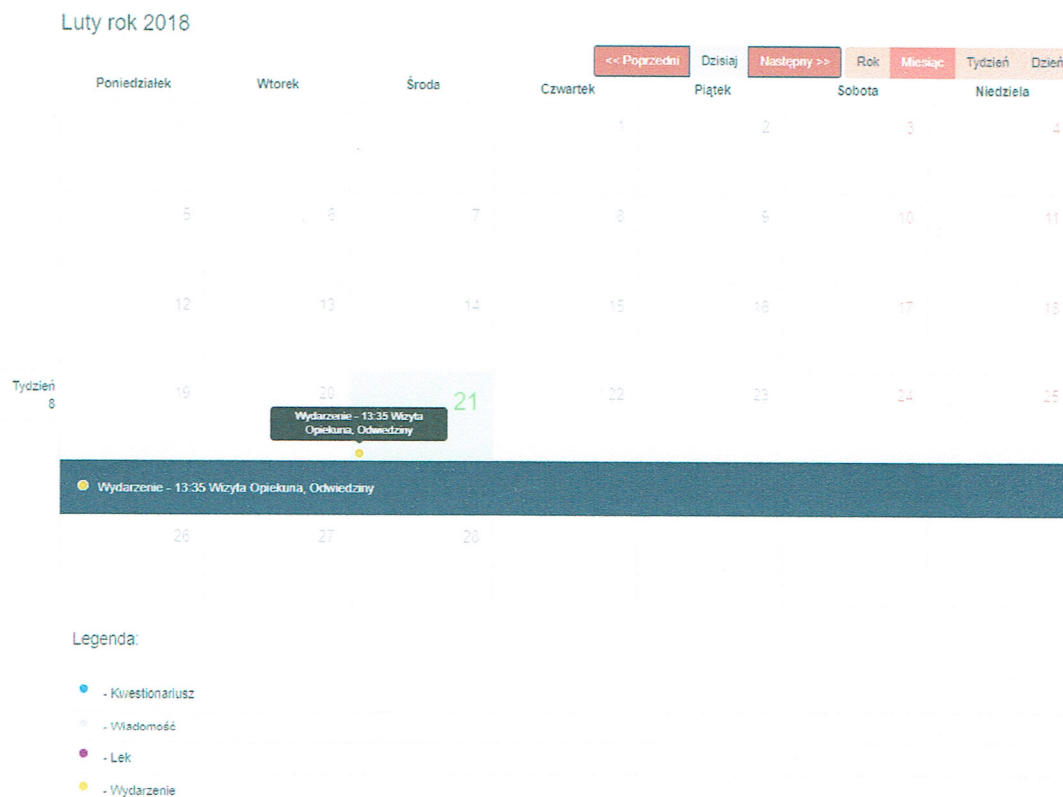 Luty rok 2018
<< Poprzedni Dzisiaj Następny >> Rok Miesiąc Tydzień Dzień
Poniedziałek Wtorek Środa Czwartek Piątek Sobota Niedziela
1 2 3 4
5 6 7 8 9 10 11
12 13 14 15 16 17 18
Tydzień
8
19 20 21 22 23 24 25
Wydarzenie - 13:35 Wizyta
Opiekuna, Odwiedziny
Wydarzenie - 13:35 Wizyta Opiekuna, Odwiedziny
26 27 28
Legenda:
- Kwestionariusz
- Wiadomość
- Lek
- Wydarzenie